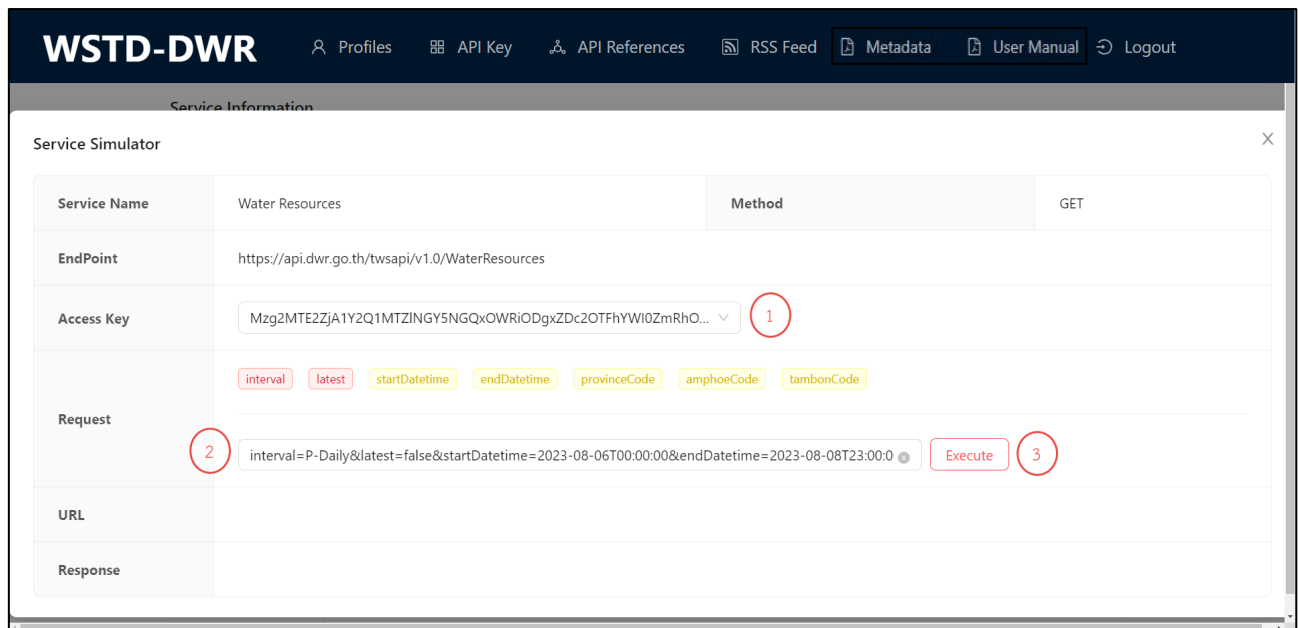 WSTD-DWR Profiles API Key API References RSS Feed Metadata User Manual Logout
Service Information
Service Simulator
Service Name Water Resources Method GET
EndPoint https://api.dwr.go.th/twsapi/v1.0/WaterResources
Access Key Mzg2MTE2ZjA1Y2Q1MTZlNGY5NGQxOWRiODgxZDc2OTFhYWI0ZmRhO... 1
interval latest startDatetime endDatetime provinceCode amphoeCode tambonCode
Request
2 interval=P-Daily&latest=false&startDatetime=2023-08-06T00:00:00&endDatetime=2023-08-08T23:00:0 Execute 3
URL
Response